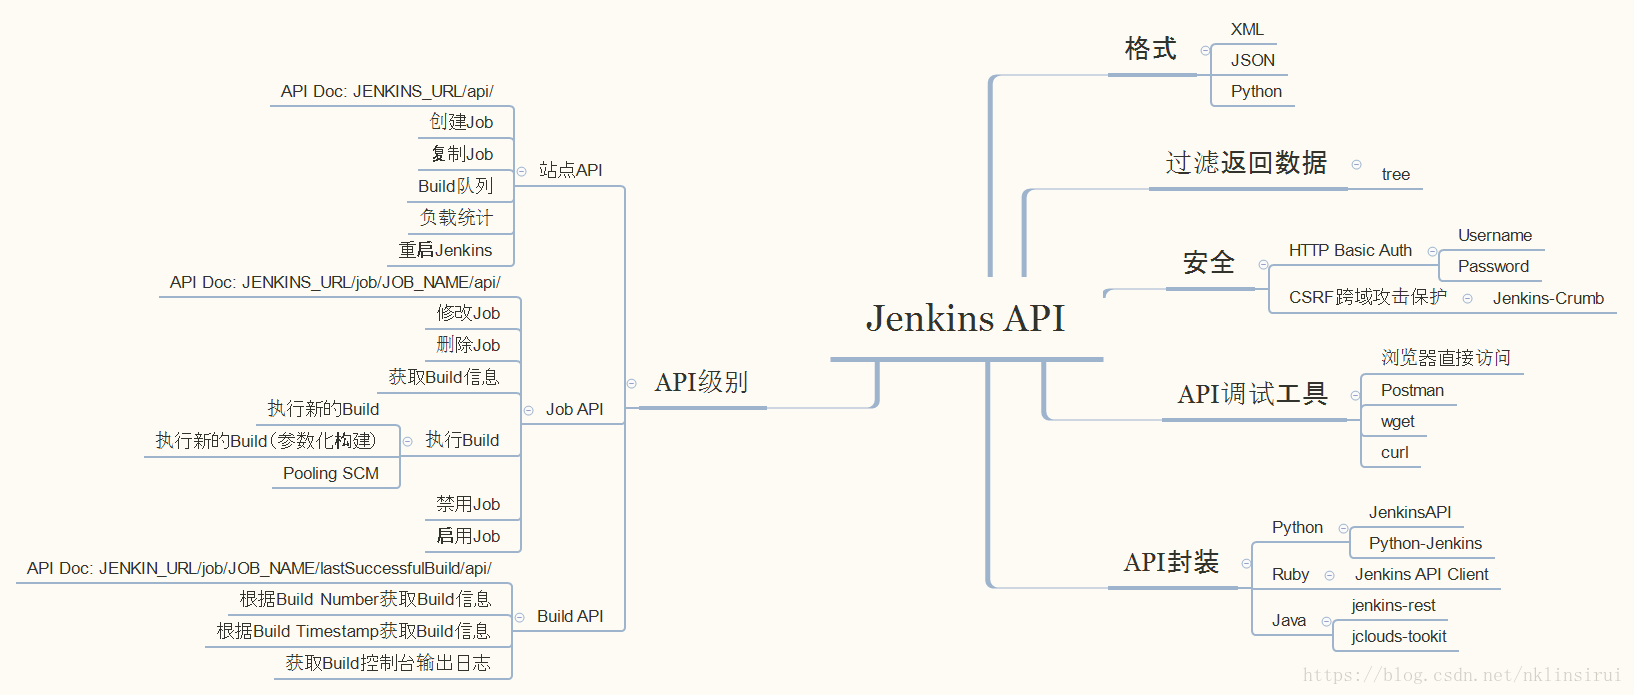 Jenkins API
格式
XML
JSON
Python
过滤返回数据
tree
安全
HTTP Basic Auth
Username
Password
CSRF跨域攻击保护
Jenkins-Crumb
API调试工具
浏览器直接访问
Postman
wget
curl
API封装
Python
JenkinsAPI
Python-Jenkins
Ruby
Jenkins API Client
Java
jenkins-rest
jclouds-tookit
API级别
站点API
API Doc: JENKINS_URL/api/
创建Job
复制Job
Build队列
负载统计
重启Jenkins
Job API
API Doc: JENKINS_URL/job/JOB_NAME/api/
修改Job
删除Job
获取Build信息
执行Build
执行新的Build
执行新的Build（参数化构建）
Pooling SCM
禁用Job
启用Job
Build API
API Doc: JENKIN_URL/job/JOB_NAME/lastSuccessfulBuild/api/
根据Build Number获取Build信息
根据Build Timestamp获取Build信息
获取Build控制台输出日志
https://blog.csdn.net/nklinsirui